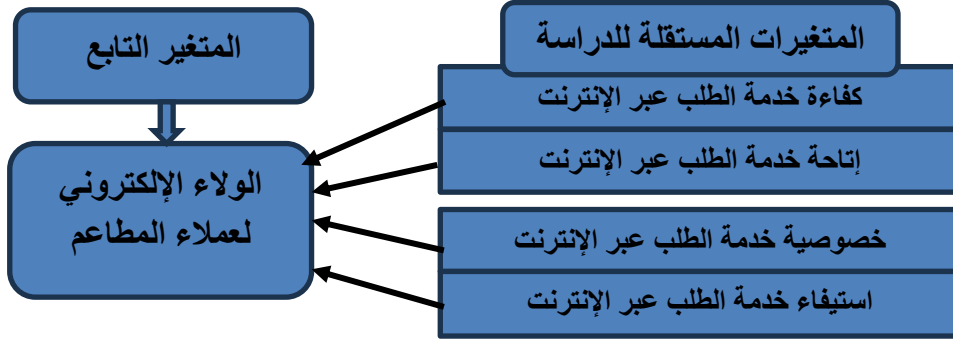 المتغيرات المستقلة للدراسة
كفاءة خدمة الطلب عبر الإنترنت
إتاحة خدمة الطلب عبر الإنترنت
خصوصية خدمة الطلب عبر الإنترنت
استيفاء خدمة الطلب عبر الإنترنت
المتغير التابع
الولاء الإلكتروني
لعملاء المطاعم